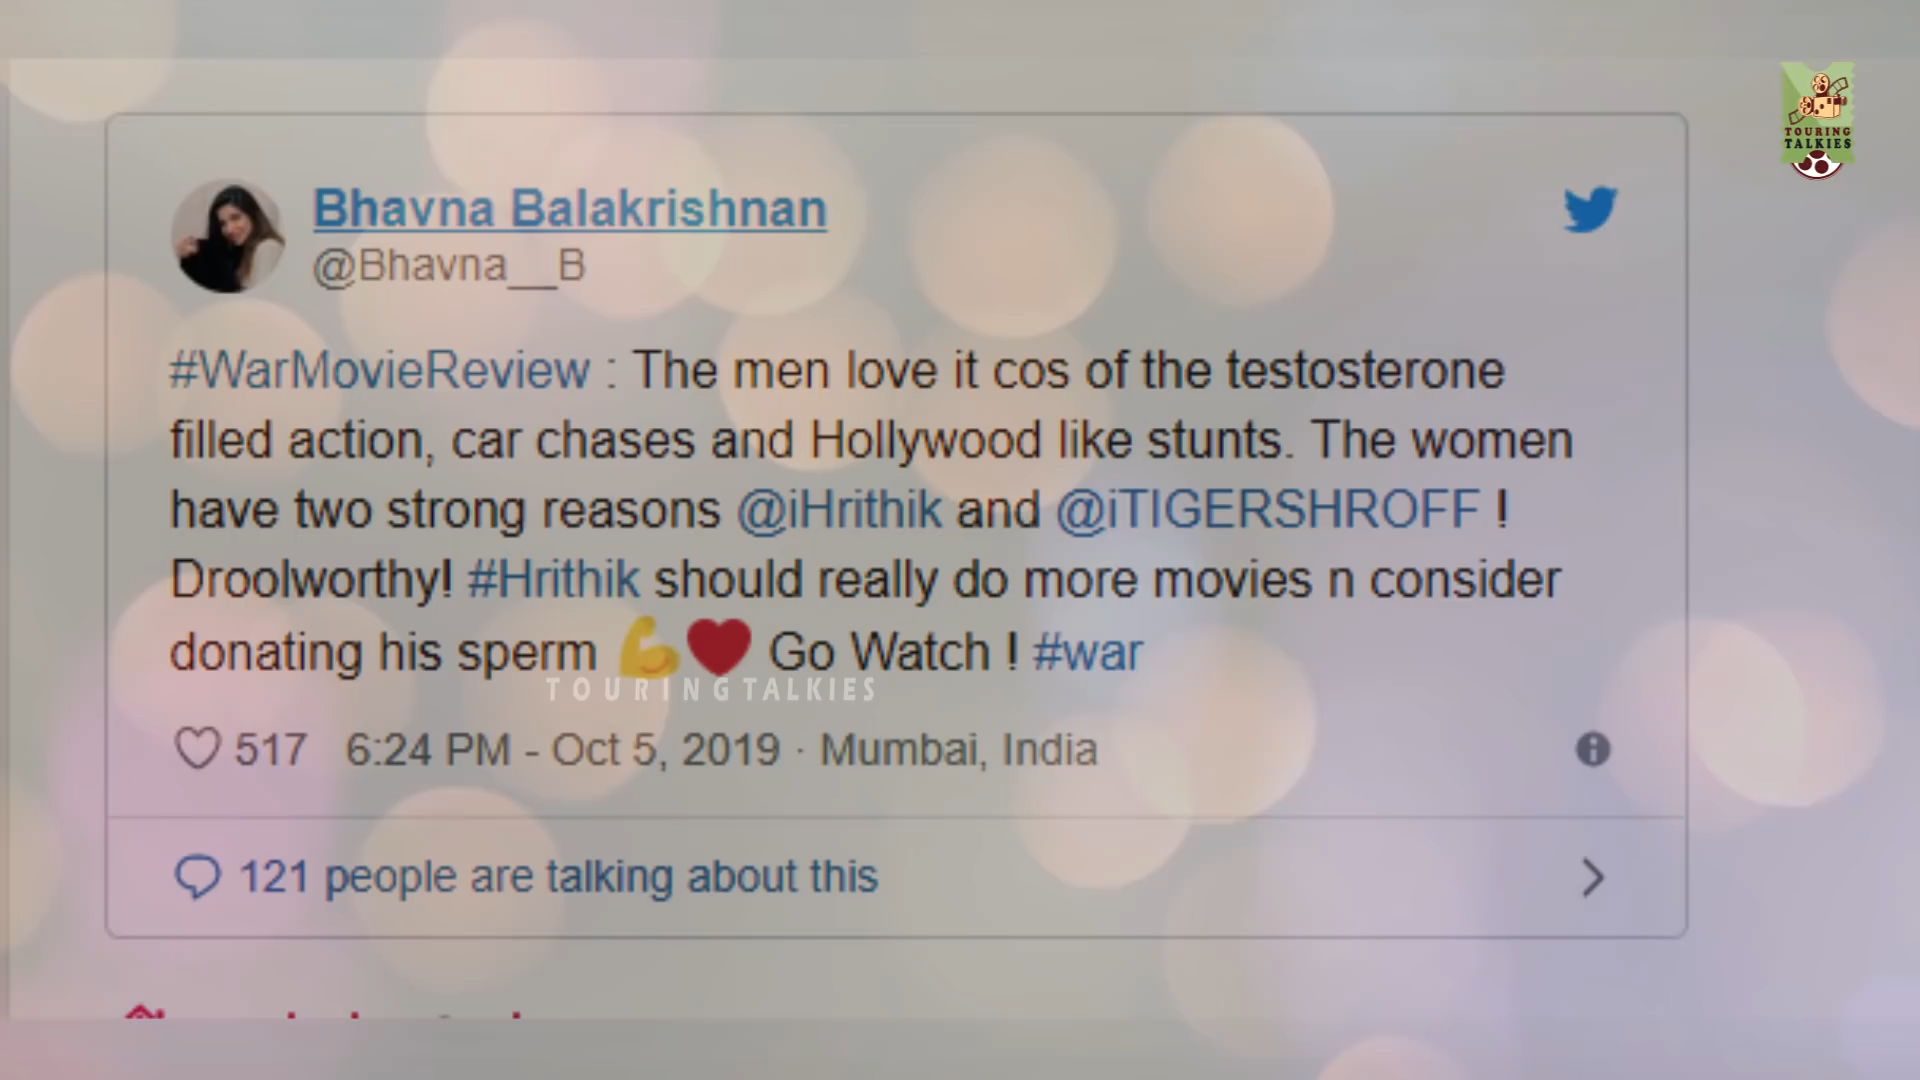 TOURING
TALKIES
Bhavna Balakrishnan
@Bhavna__B
#WarMovieReview : The men love it cos of the testosterone
filled action, car chases and Hollywood like stunts. The women
have two strong reasons @iHrithik and @iTIGERSHROFF !
Droolworthy! #Hrithik should really do more movies n consider
donating his sperm 💪❤️ Go Watch ! #war
TOURINGTALKIES
517 6:24 PM - Oct 5, 2019 · Mumbai, India
121 people are talking about this